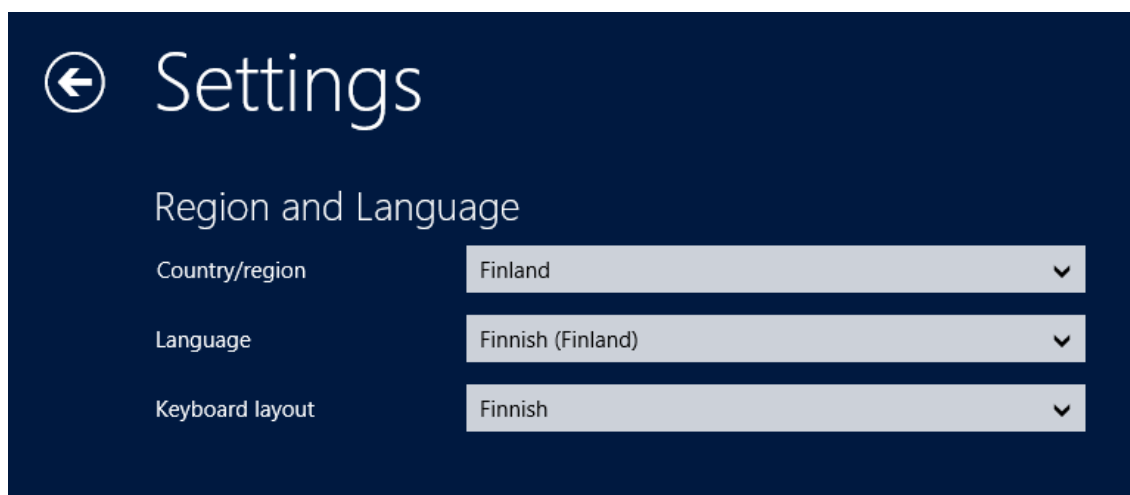 Settings
Region and Language
Country/region Finland
Language Finnish (Finland)
Keyboard layout Finnish